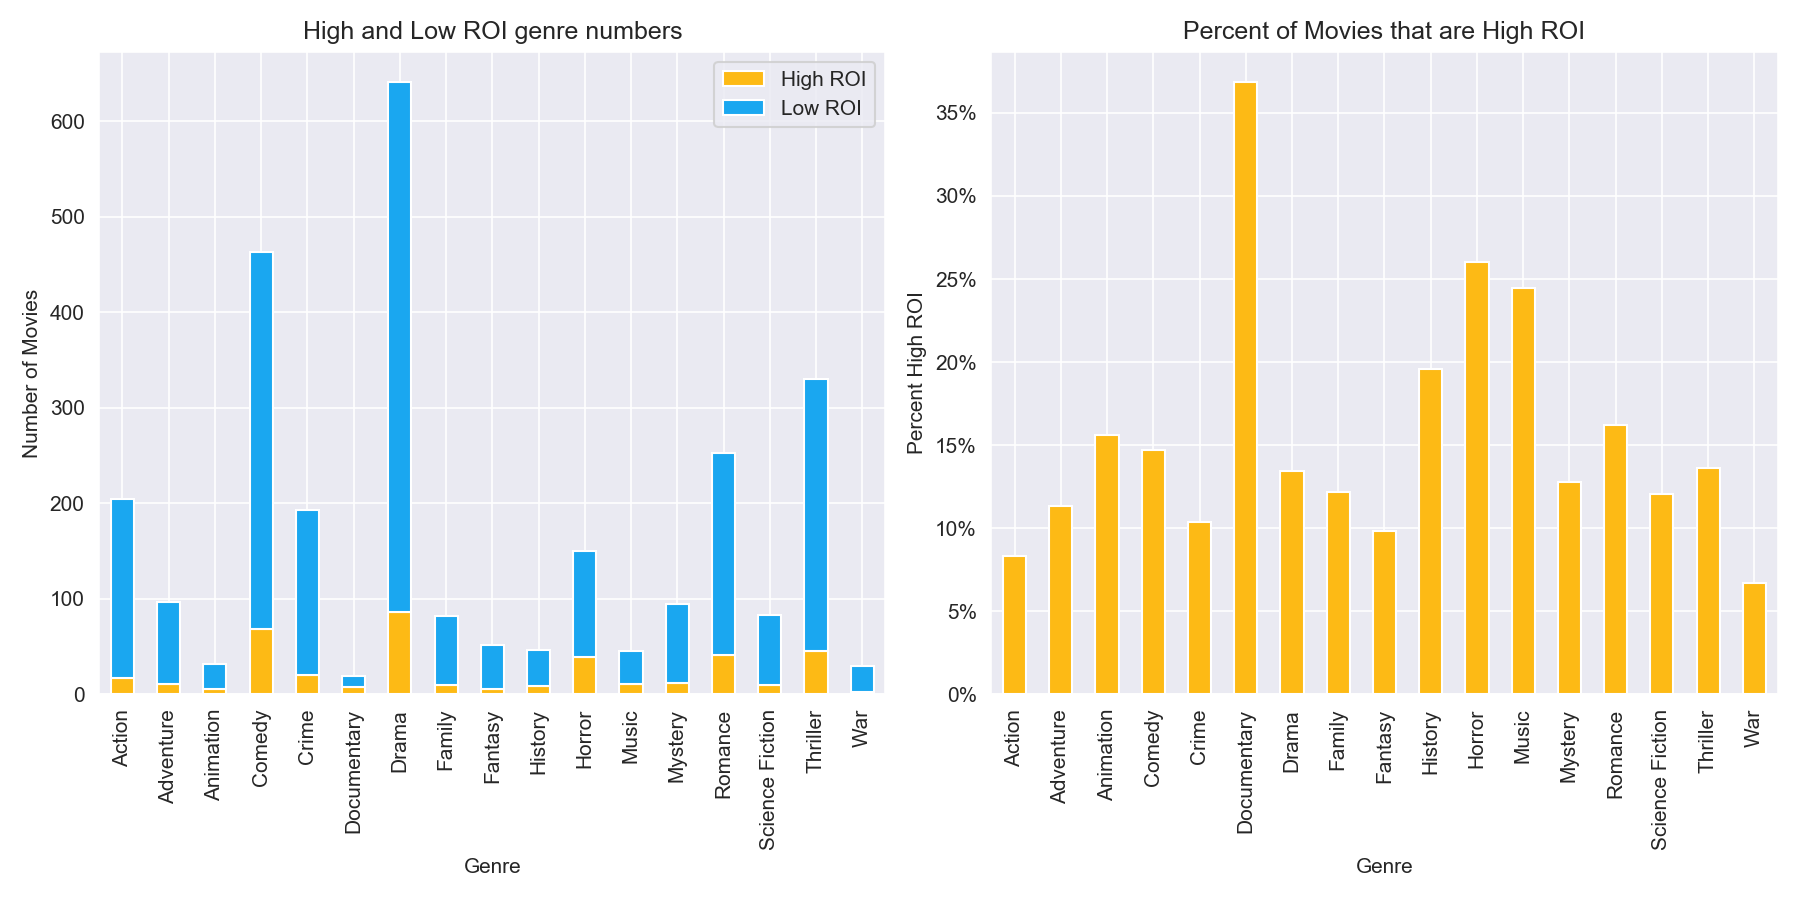 High and Low ROI genre numbers
High ROI
Low ROI
600
500
400
300
200
100
0
Number of Movies
Action
Adventure
Animation
Comedy
Crime
Documentary
Drama
Family
Fantasy
History
Horror
Music
Mystery
Romance
Science Fiction
Thriller
War
Genre
Percent of Movies that are High ROI
35%
30%
25%
20%
15%
10%
5%
0%
Percent High ROI
Action
Adventure
Animation
Comedy
Crime
Documentary
Drama
Family
Fantasy
History
Horror
Music
Mystery
Romance
Science Fiction
Thriller
War
Genre